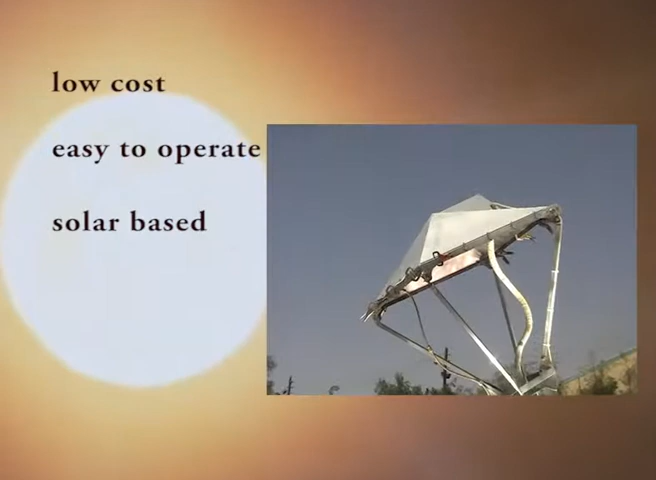 low cost
easy to operate
solar based